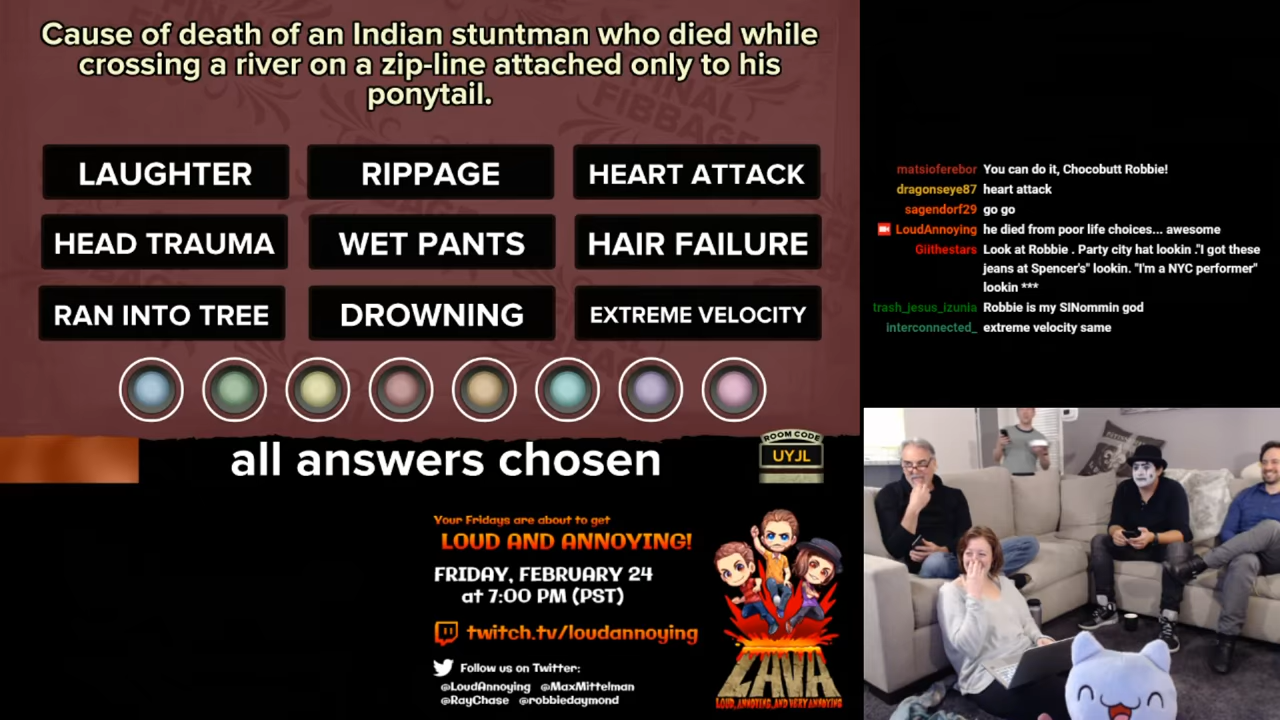 Cause of death of an Indian stuntman who died while
crossing a river on a zip-line attached only to his
ponytail.
LAUGHTER
RIPPAGE
HEART ATTACK
HEAD TRAUMA
WET PANTS
HAIR FAILURE
RAN INTO TREE
DROWNING
EXTREME VELOCITY
all answers chosen
ROOM CODE
UYJL
matsioferebor You can do it, Chocobutt Robbie!
dragonseye87 heart attack
sagendorf29 go go
LoudAnnoying he died from poor life choices... awesome
Giithestars Look at Robbie . Party city hat lookin ."I got these
jeans at Spencer's" lookin. "I'm a NYC performer"
lookin ***
trash_jesus_izunia Robbie is my SINommin god
interconnected_ extreme velocity same
Your Fridays are about to get
LOUD AND ANNOYING!
FRIDAY, FEBRUARY 24
at 7:00 PM (PST)
twitch.tv/loudannoying
Follow us on Twitter:
@LoudAnnoying @MaxMittelman
@RayChase @robbiedaymond
LAVA
LOUD, ANNOYING, AND VERY ANNOYING